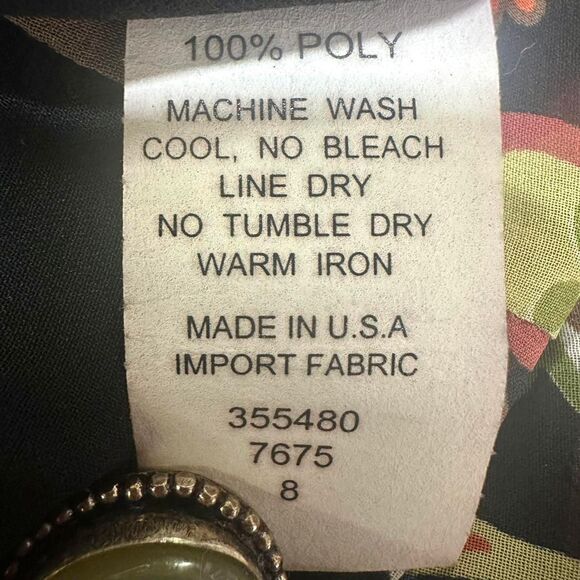 100% POLY
MACHINE WASH
COOL, NO BLEACH
LINE DRY
NO TUMBLE DRY
WARM IRON
MADE IN U.S.A
IMPORT FABRIC
355480
7675
8